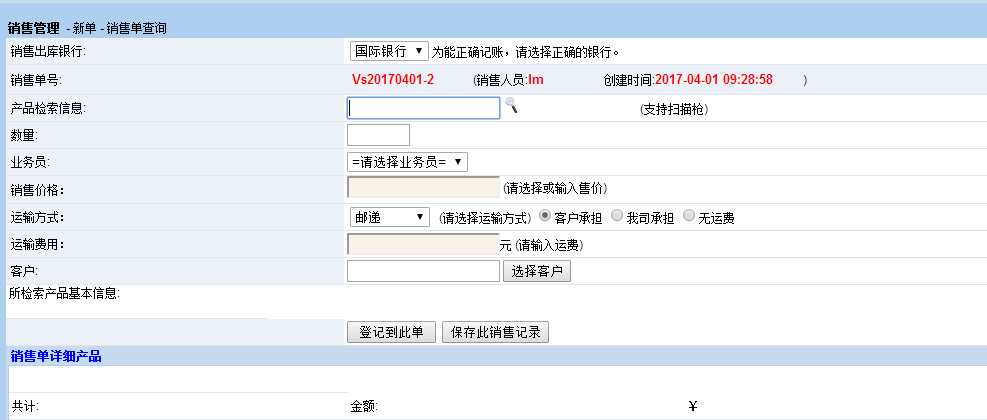 销售管理 - 新单 - 销售单查询
销售出库银行: 国际银行 为能正确记账，请选择正确的银行。
销售单号: Vs20170401-2 (销售人员:lm 创建时间:2017-04-01 09:28:58 )
产品检索信息: (支持扫描枪)
数量:
业务员: =请选择业务员=
销售价格： (请选择或输入售价)
运输方式： 邮递 (请选择运输方式) 客户承担 我司承担 无运费
运输费用： 元 (请输入运费)
客户: 选择客户
所检索产品基本信息:
登记到此单 保存此销售记录
销售单详细产品
共计: 金额: ￥